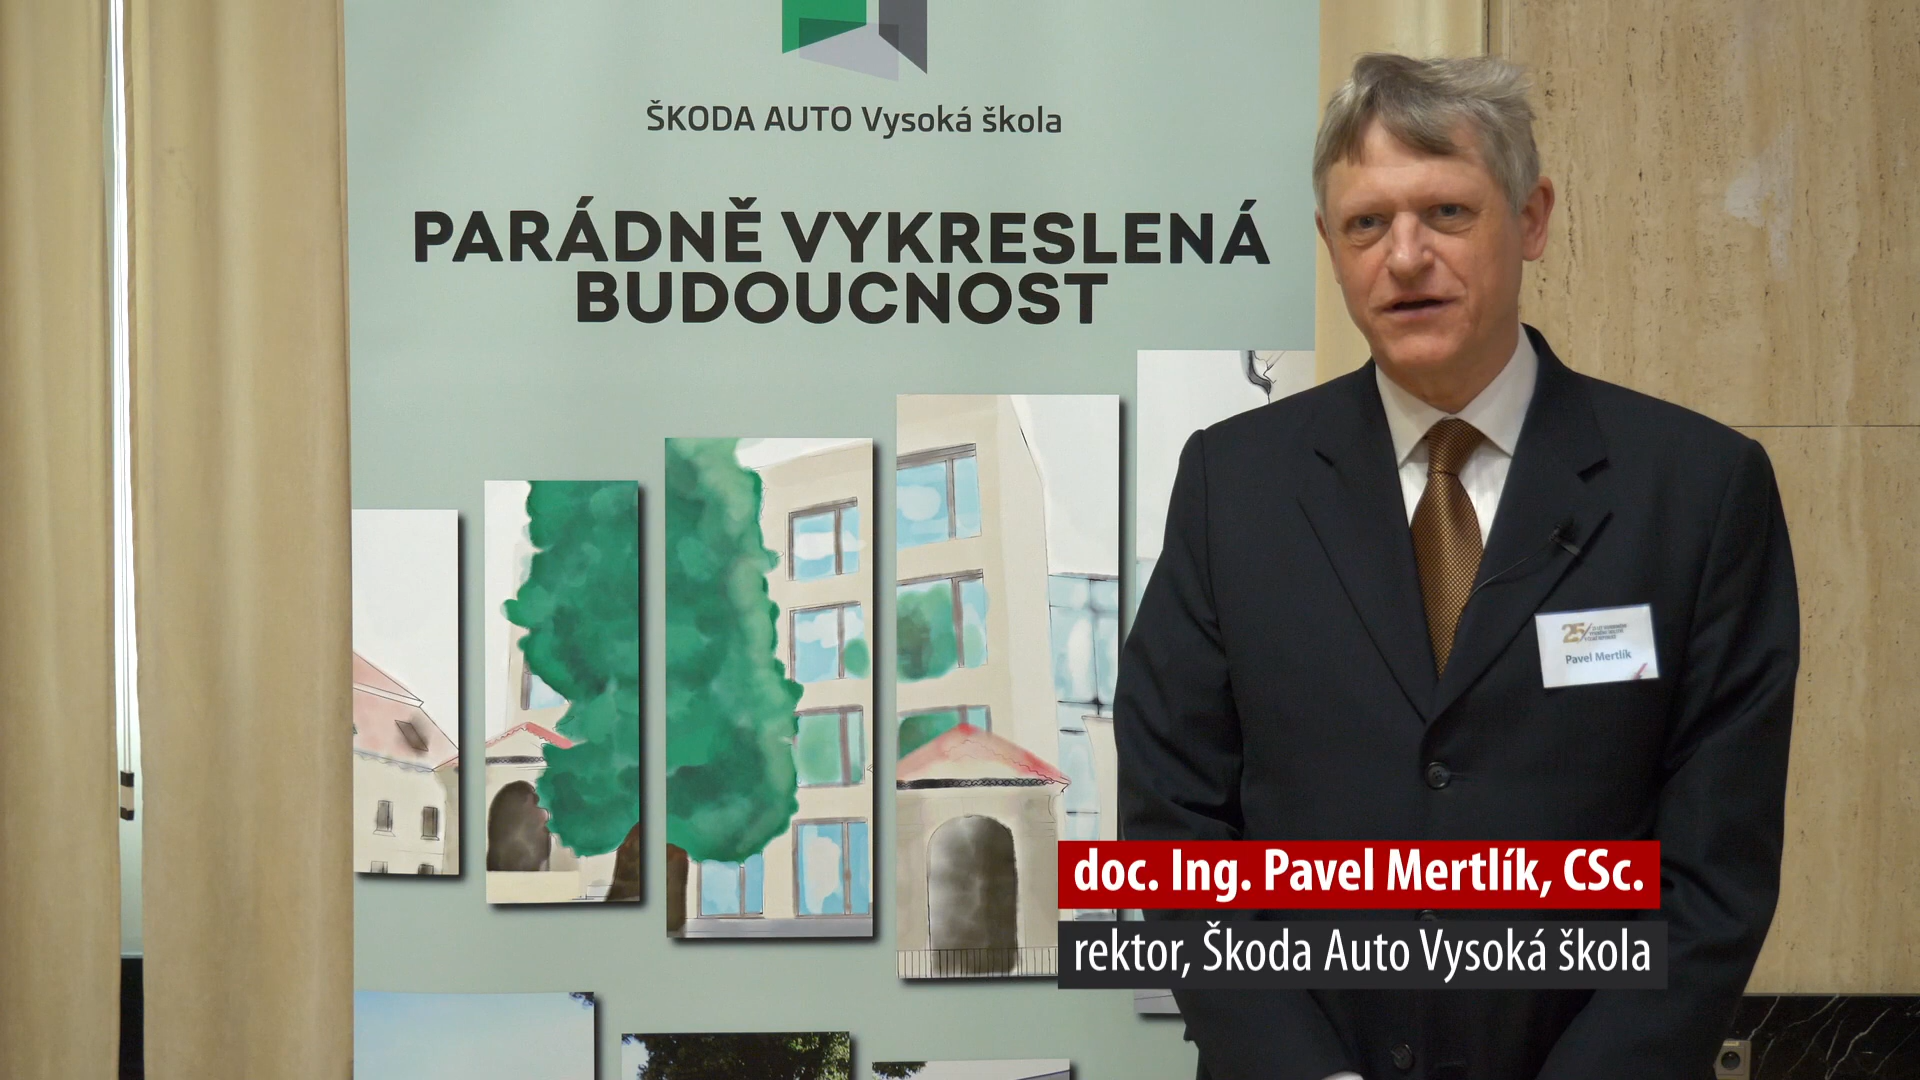 ŠKODA AUTO Vysoká škola
PARÁDNĚ VYKRESLENÁ
BUDOUCNOST
25
Pavel Mertlík
doc. Ing. Pavel Mertlík, CSc.
rektor, Škoda Auto Vysoká škola